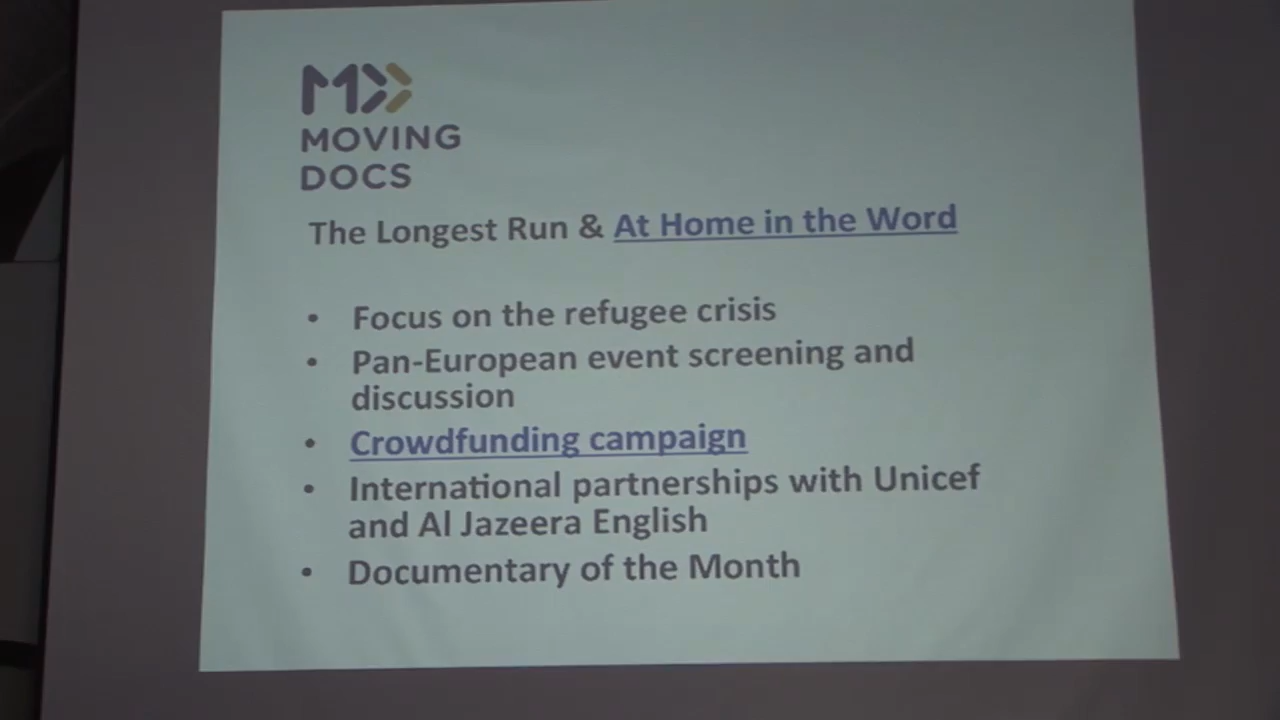 MOVING
DOCS
The Longest Run & At Home in the Word
• Focus on the refugee crisis
• Pan-European event screening and
discussion
• Crowdfunding campaign
• International partnerships with Unicef
and Al Jazeera English
• Documentary of the Month